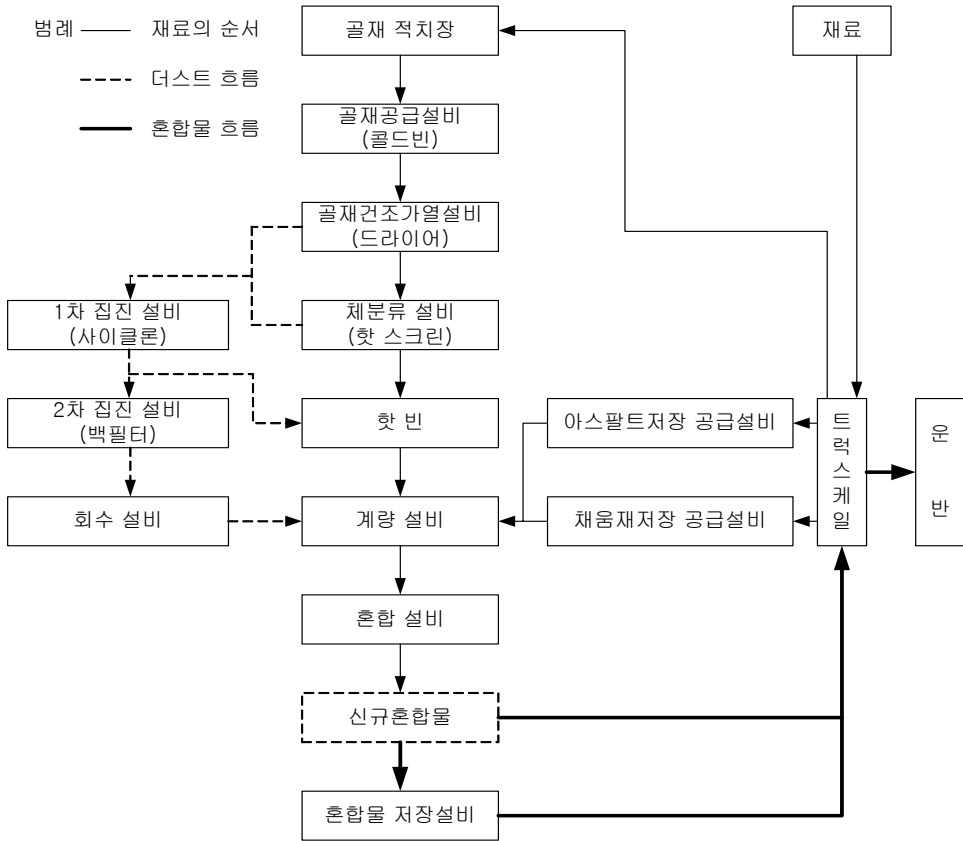 범례 재료의 순서
더스트 흐름
혼합물 흐름
골재 적치장
재료
골재공급설비
(콜드빈)
골재건조가열설비
(드라이어)
1차 집진 설비
(사이클론)
체분류 설비
(핫 스크린)
2차 집진 설비
(백필터)
핫 빈
아스팔트저장 공급설비
트럭스케일
운반
회수 설비
계량 설비
채움재저장 공급설비
혼합 설비
신규혼합물
혼합물 저장설비